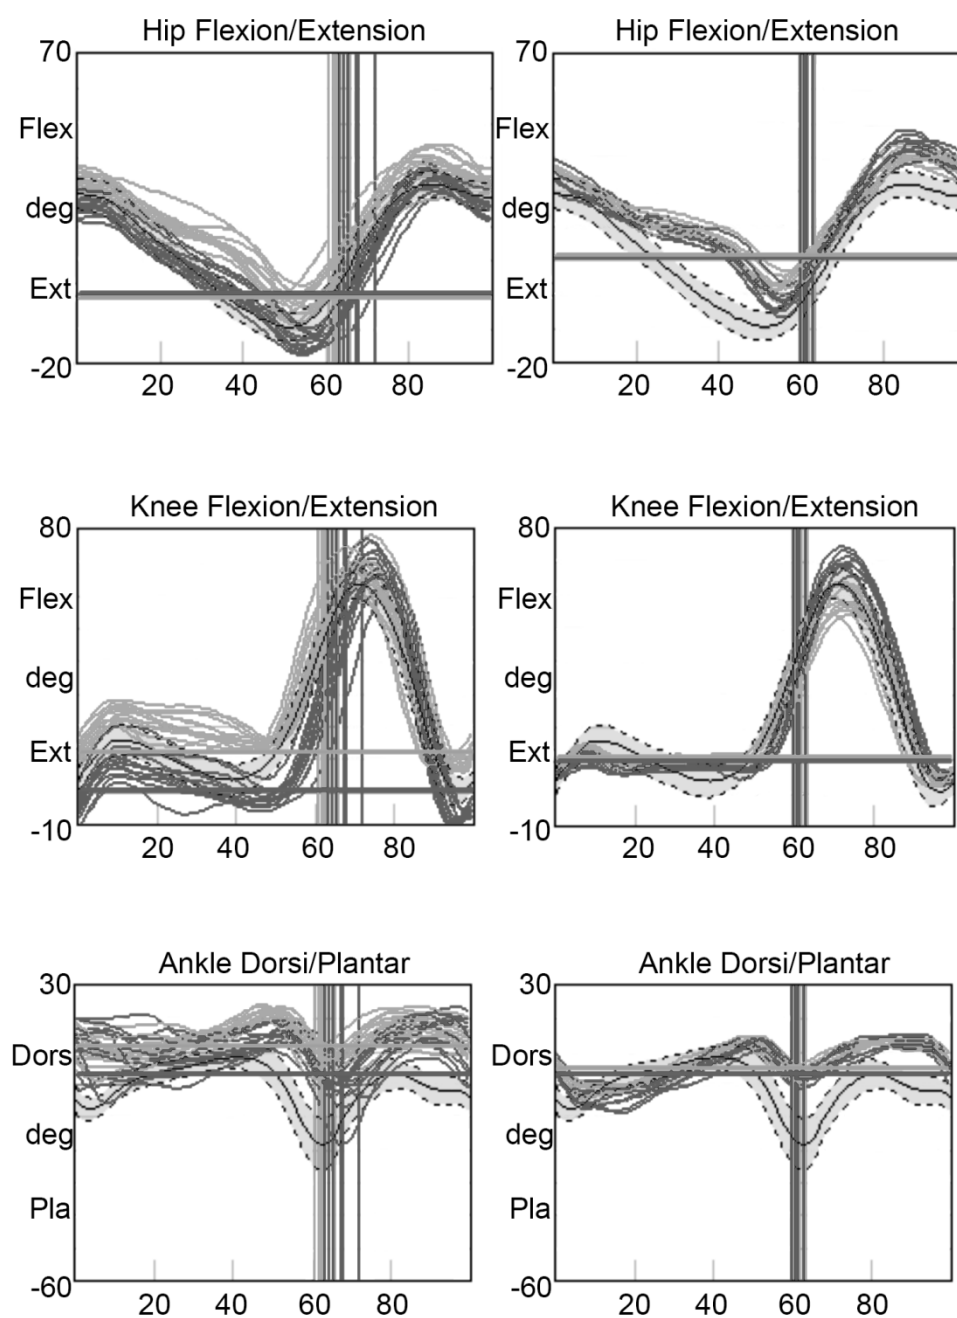 Hip Flexion/Extension
70
Flex
deg
Ext
-20
20 40 60 80
Hip Flexion/Extension
70
Flex
deg
Ext
-20
20 40 60 80
Knee Flexion/Extension
80
Flex
deg
Ext
-10
20 40 60 80
Knee Flexion/Extension
80
Flex
deg
Ext
-10
20 40 60 80
Ankle Dorsi/Plantar
30
Dors
deg
Pla
-60
20 40 60 80
Ankle Dorsi/Plantar
30
Dors
deg
Pla
-60
20 40 60 80